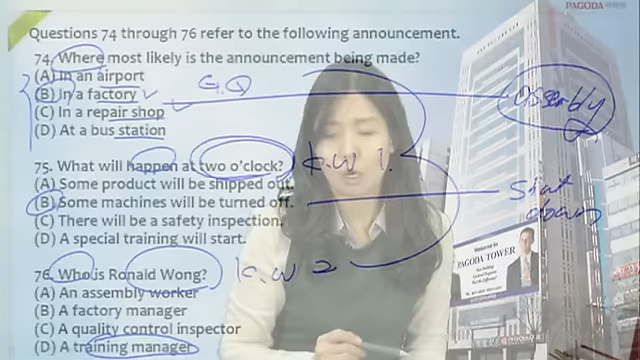 PAGODA
Questions 74 through 76 refer to the following announcement.
74. Where most likely is the announcement being made?
(A) In an airport
(B) In a factory
(C) In a repair shop
(D) At a bus station
G.Q
assembly
75. What will happen at two o'clock?
K.W 1.
(A) Some product will be shipped out.
(B) Some machines will be turned off.
(C) There will be a safety inspection.
(D) A special training will start.
shut
down
76. Who is Ronald Wong?
K.W 2
(A) An assembly worker
(B) A factory manager
(C) A quality control inspector
(D) A training manager
Welcome to
PAGODA TOWER